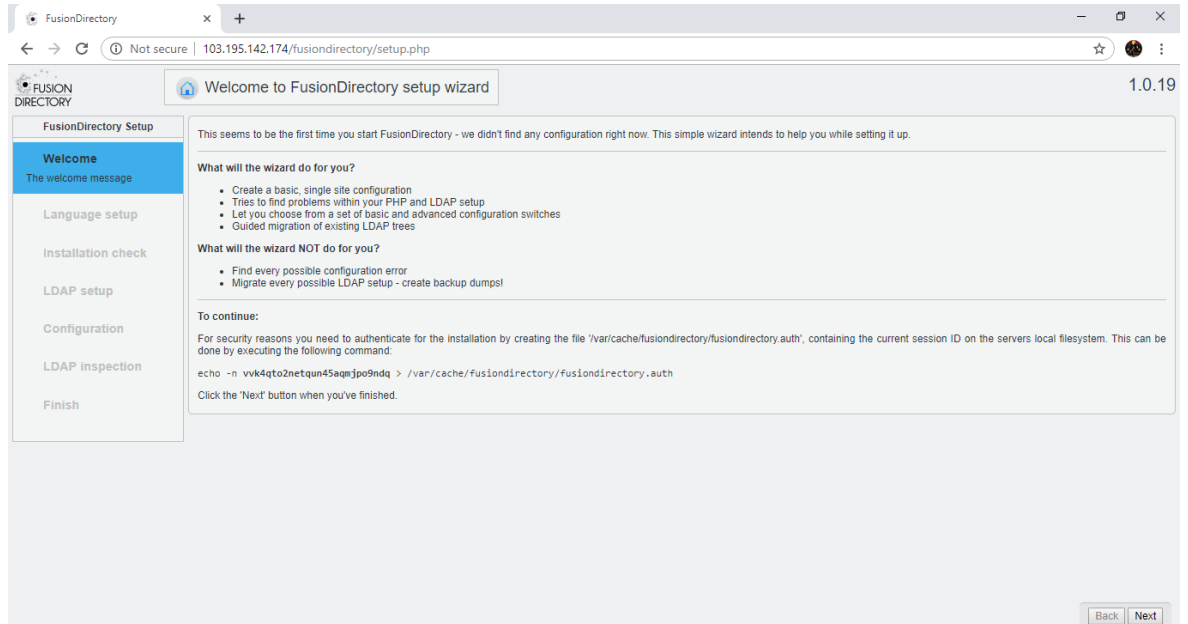 FusionDirectory
Not secure | 103.195.142.174/fusiondirectory/setup.php
FUSION
DIRECTORY
Welcome to FusionDirectory setup wizard
1.0.19
FusionDirectory Setup
Welcome
The welcome message
Language setup
Installation check
LDAP setup
Configuration
LDAP inspection
Finish
This seems to be the first time you start FusionDirectory - we didn't find any configuration right now. This simple wizard intends to help you while setting it up.
What will the wizard do for you?
• Create a basic, single site configuration
• Tries to find problems within your PHP and LDAP setup
• Let you choose from a set of basic and advanced configuration switches
• Guided migration of existing LDAP trees
What will the wizard NOT do for you?
• Find every possible configuration error
• Migrate every possible LDAP setup - create backup dumps!
To continue:
For security reasons you need to authenticate for the installation by creating the file '/var/cache/fusiondirectory/fusiondirectory.auth', containing the current session ID on the servers local filesystem. This can be
done by executing the following command:
echo -n vvk4qto2netqun45aqmjpo9ndq > /var/cache/fusiondirectory/fusiondirectory.auth
Click the 'Next' button when you've finished.
Back Next